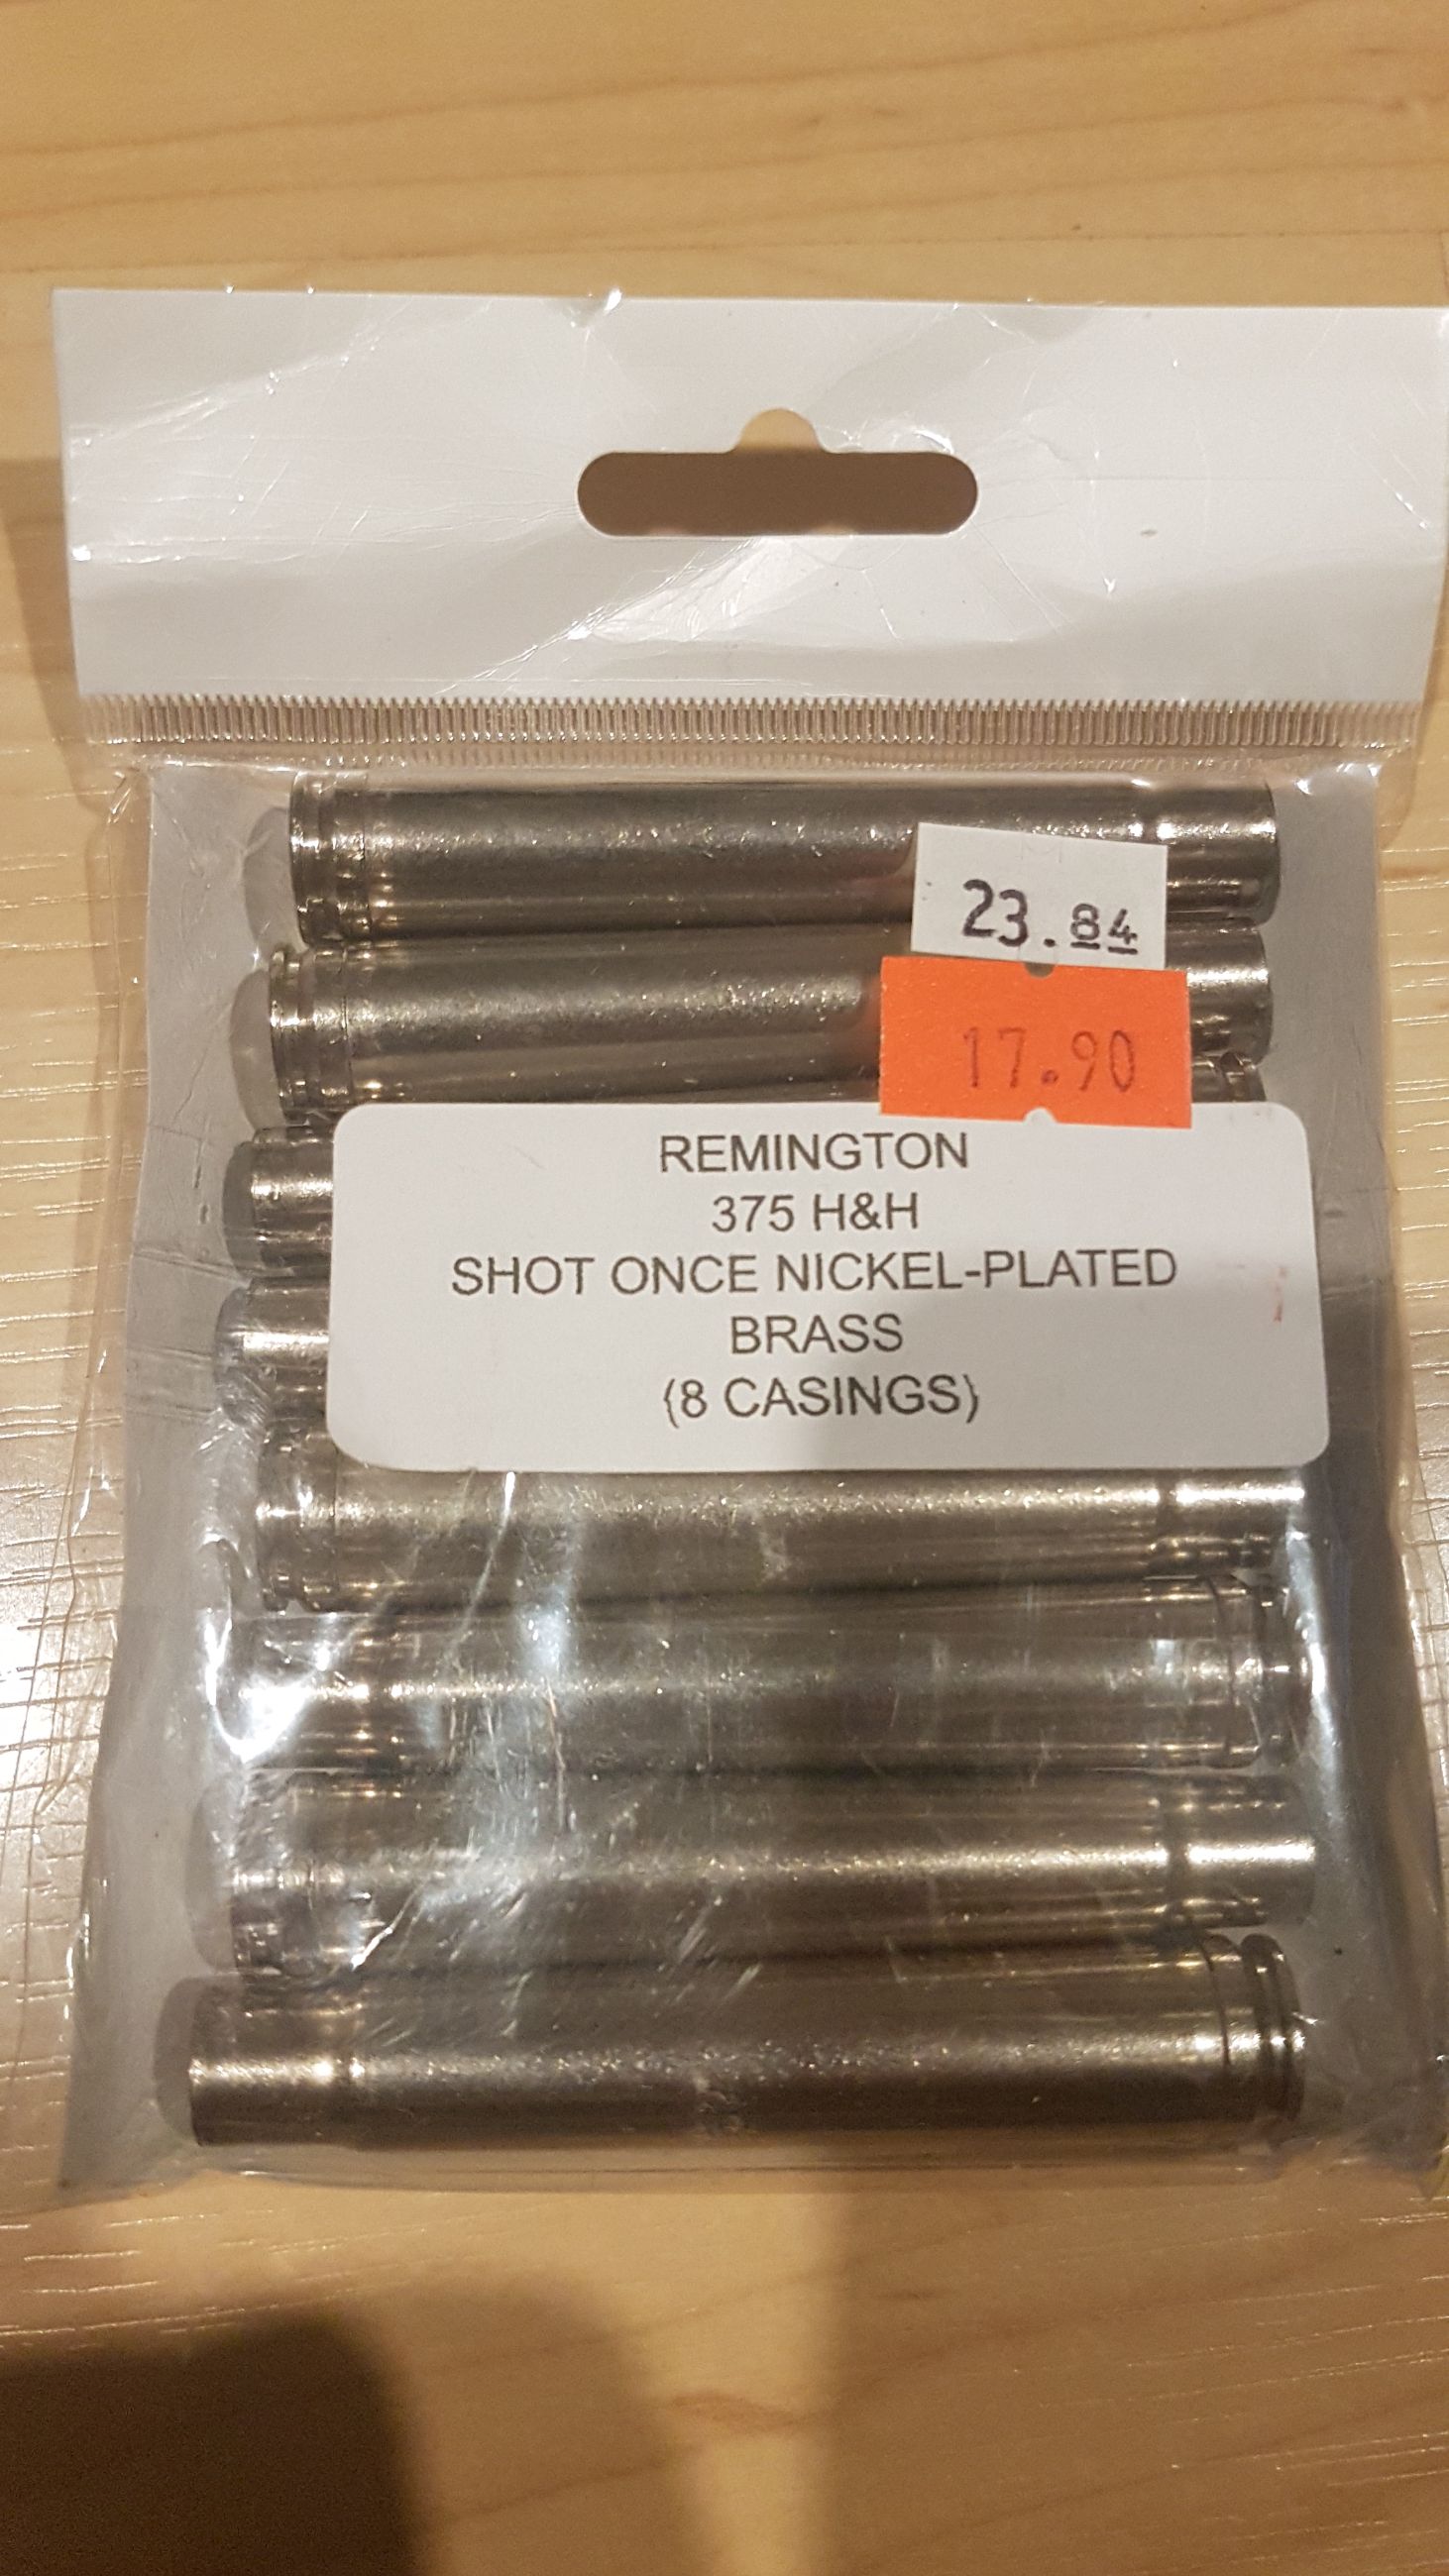 23.84
17.90
REMINGTON
375 H&H
SHOT ONCE NICKEL-PLATED
BRASS
(8 CASINGS)